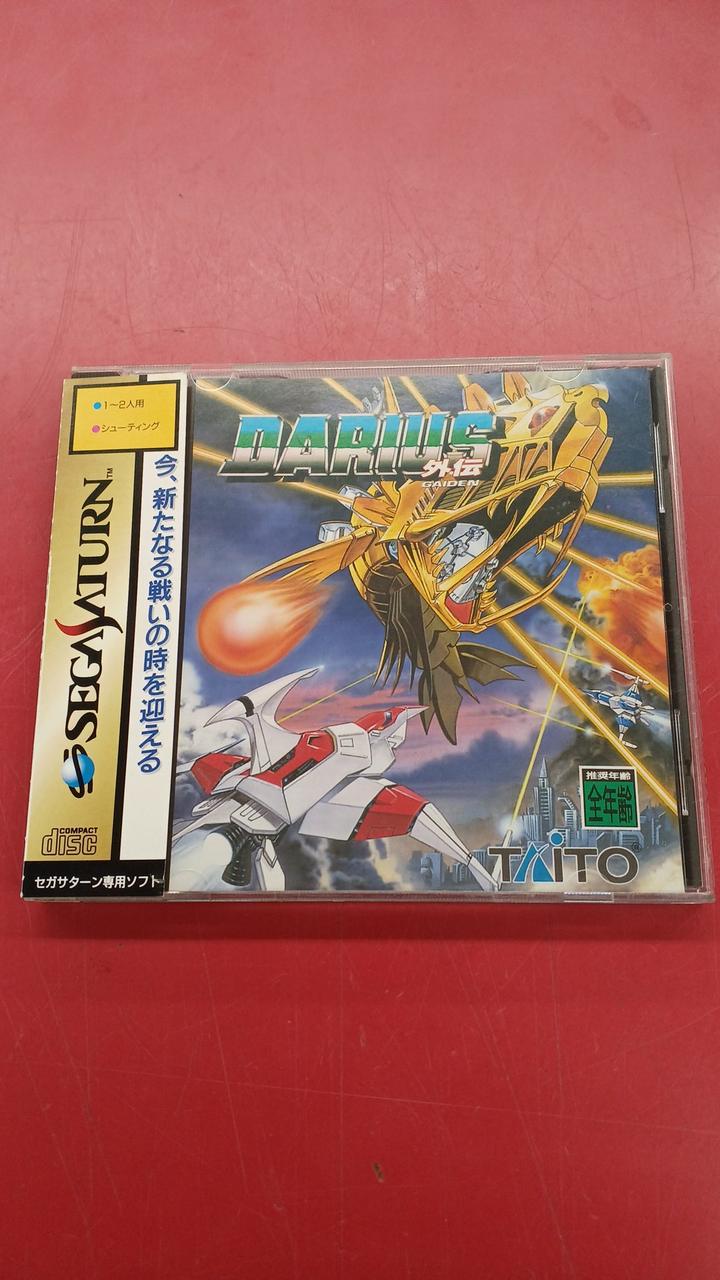 1～2人用
シューティング
SEGA SATURN™
今、新たなる戦いの時を迎える
COMPACT
disc
セガサターン専用ソフト
DARIUS
外伝
GAIDEN
推奨年齢
全年齢
TAITO